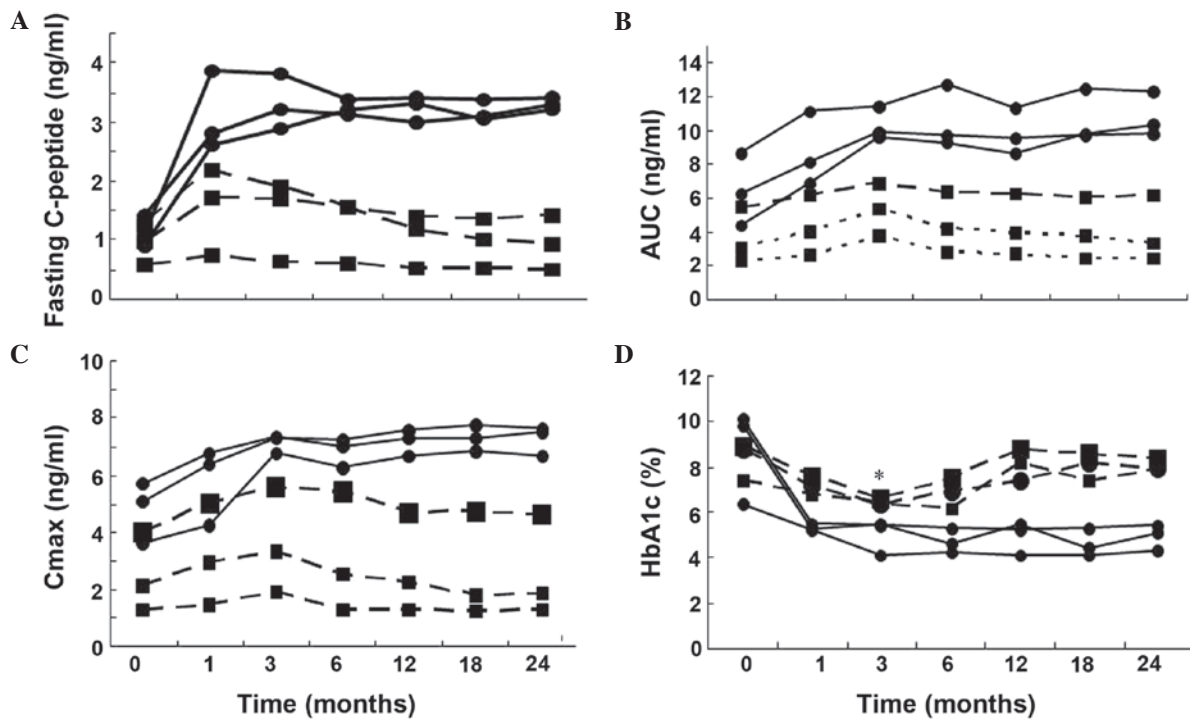 A
Fasting C-peptide (ng/ml)
4
3
2
1
0
B
AUC (ng/ml)
14
12
10
8
6
4
2
0
C
Cmax (ng/ml)
10
8
6
4
2
0
0 1 3 6 12 18 24
Time (months)
D
HbA1c (%)
12
10
8
6
4
2
0
*
0 1 3 6 12 18 24
Time (months)